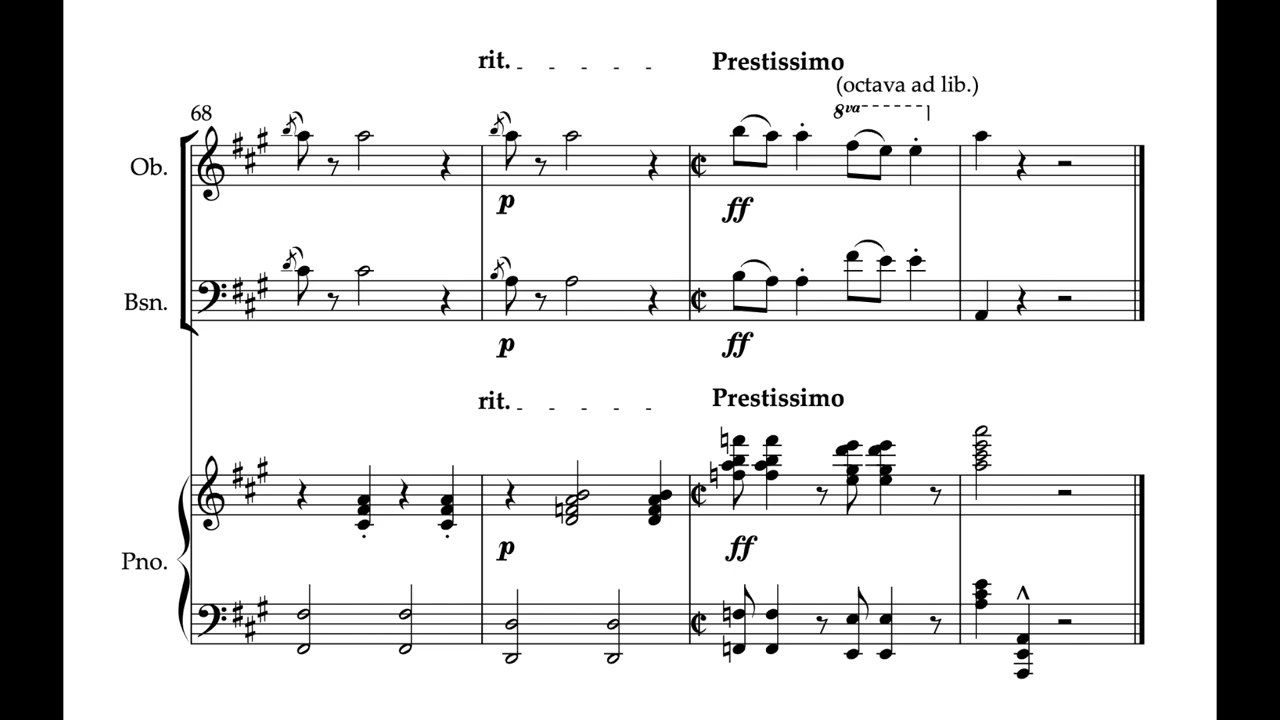 rit.
Prestissimo
(octava ad lib.)
8va
68
Ob.
p
ff
Bsn.
p
ff
rit.
Prestissimo
p
ff
Pno.